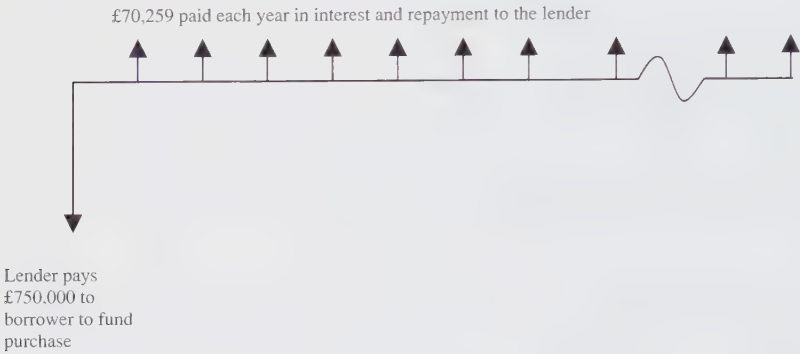 £70,259 paid each year in interest and repayment to the lender
Lender pays
£750.000 to
borrower to fund
purchase